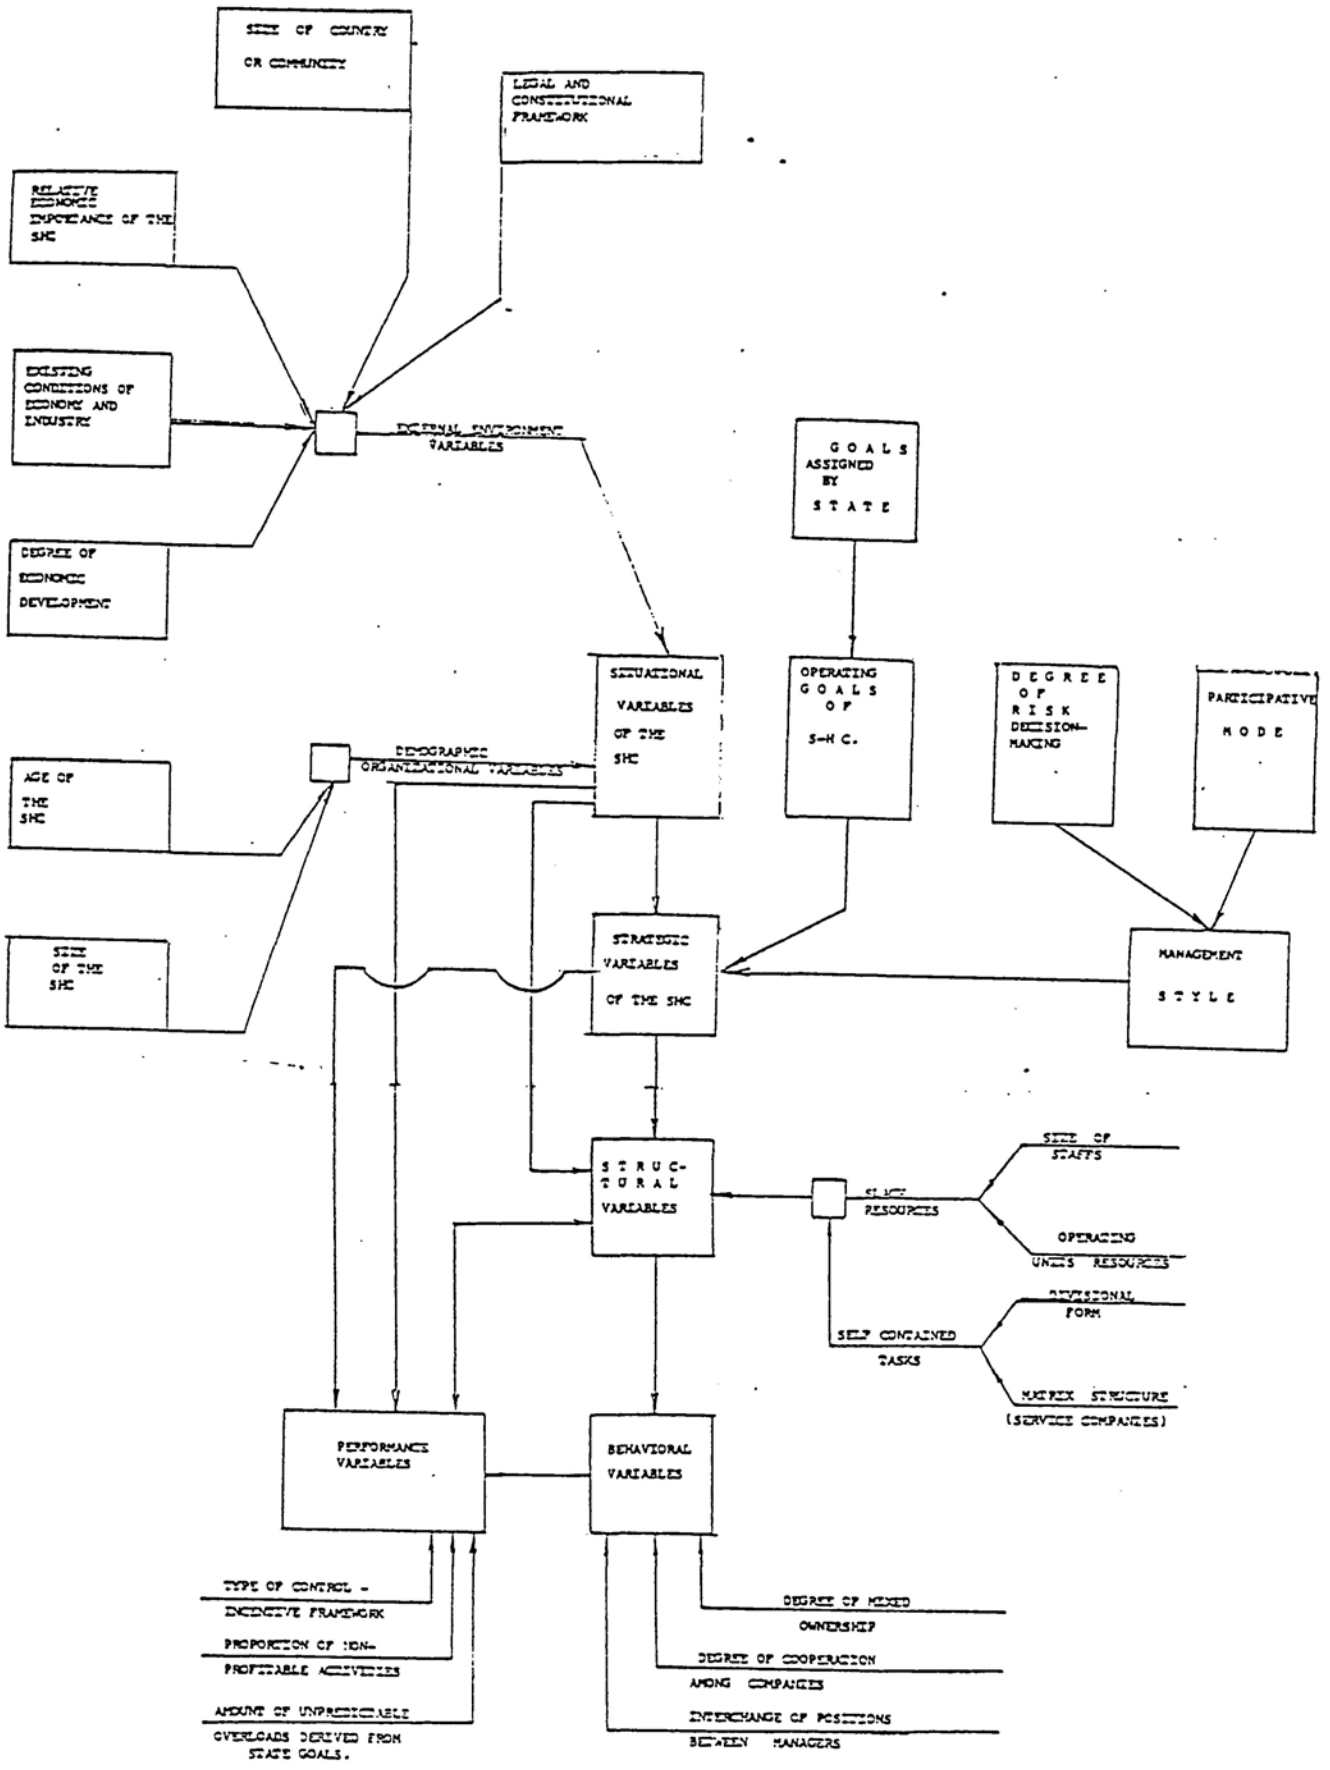 SIZE OF COUNTRY
OR COMMUNITY
LEGAL AND
CONSTITUTIONAL
FRAMEWORK
RELATIVE
ECONOMIC
IMPORTANCE OF THE
SHC
EXISTING
CONDITIONS OF
ECONOMY AND
INDUSTRY
EXTERNAL ENVIRONMENT
VARIABLES
GOALS
ASSIGNED
BY
STATE
DEGREE OF
ECONOMIC
DEVELOPMENT
SITUATIONAL
VARIABLES
OF THE
SHC
OPERATING
GOALS
OF
S-H C.
DEGREE
OF
RISK
DECISION-
MAKING
PARTICIPATIVE
MODE
DEMOGRAPHIC
ORGANIZATIONAL VARIABLES
AGE OF
THE
SHC
SIZE
OF THE
SHC
STRATEGIC
VARIABLES
OF THE SHC
MANAGEMENT
STYLE
STRUC-
TURAL
VARIABLES
SIZE OF
STAFFS
SLACK
RESOURCES
OPERATING
UNITS RESOURCES
DIVISIONAL
FORM
SELF CONTAINED
TASKS
MATRIX STRUCTURE
(SERVICE COMPANIES)
PERFORMANCE
VARIABLES
BEHAVIORAL
VARIABLES
TYPE OF CONTROL -
INCENTIVE FRAMEWORK
PROPORTION OF NON-
PROFITABLE ACTIVITIES
AMOUNT OF UNPREDICTABLE
OVERLOADS DERIVED FROM
STATE GOALS.
DEGREE OF MIXED
OWNERSHIP
DEGREE OF COOPERATION
AMONG COMPANIES
INTERCHANGE OF POSITIONS
BETWEEN MANAGERS